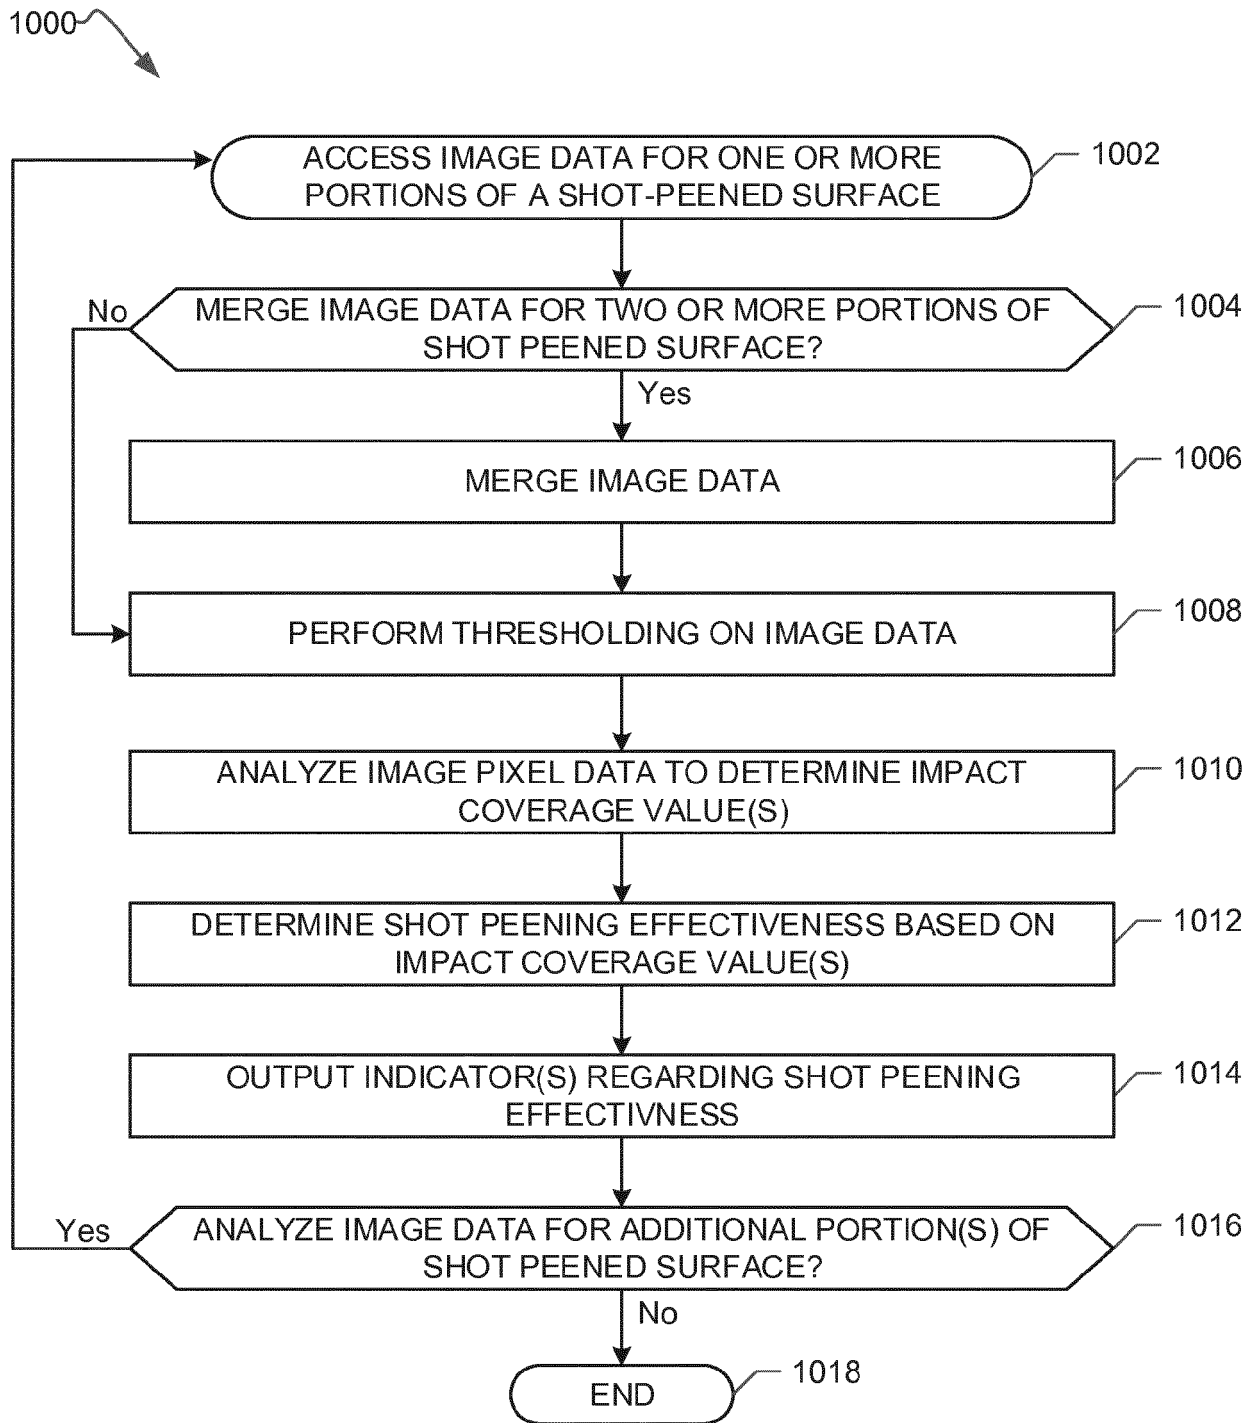 1000
ACCESS IMAGE DATA FOR ONE OR MORE
PORTIONS OF A SHOT-PEENED SURFACE
1002
No
MERGE IMAGE DATA FOR TWO OR MORE PORTIONS OF
SHOT PEENED SURFACE?
1004
Yes
MERGE IMAGE DATA
1006
PERFORM THRESHOLDING ON IMAGE DATA
1008
ANALYZE IMAGE PIXEL DATA TO DETERMINE IMPACT
COVERAGE VALUE(S)
1010
DETERMINE SHOT PEENING EFFECTIVENESS BASED ON
IMPACT COVERAGE VALUE(S)
1012
OUTPUT INDICATOR(S) REGARDING SHOT PEENING
EFFECTIVNESS
1014
Yes
ANALYZE IMAGE DATA FOR ADDITIONAL PORTION(S) OF
SHOT PEENED SURFACE?
1016
No
END
1018